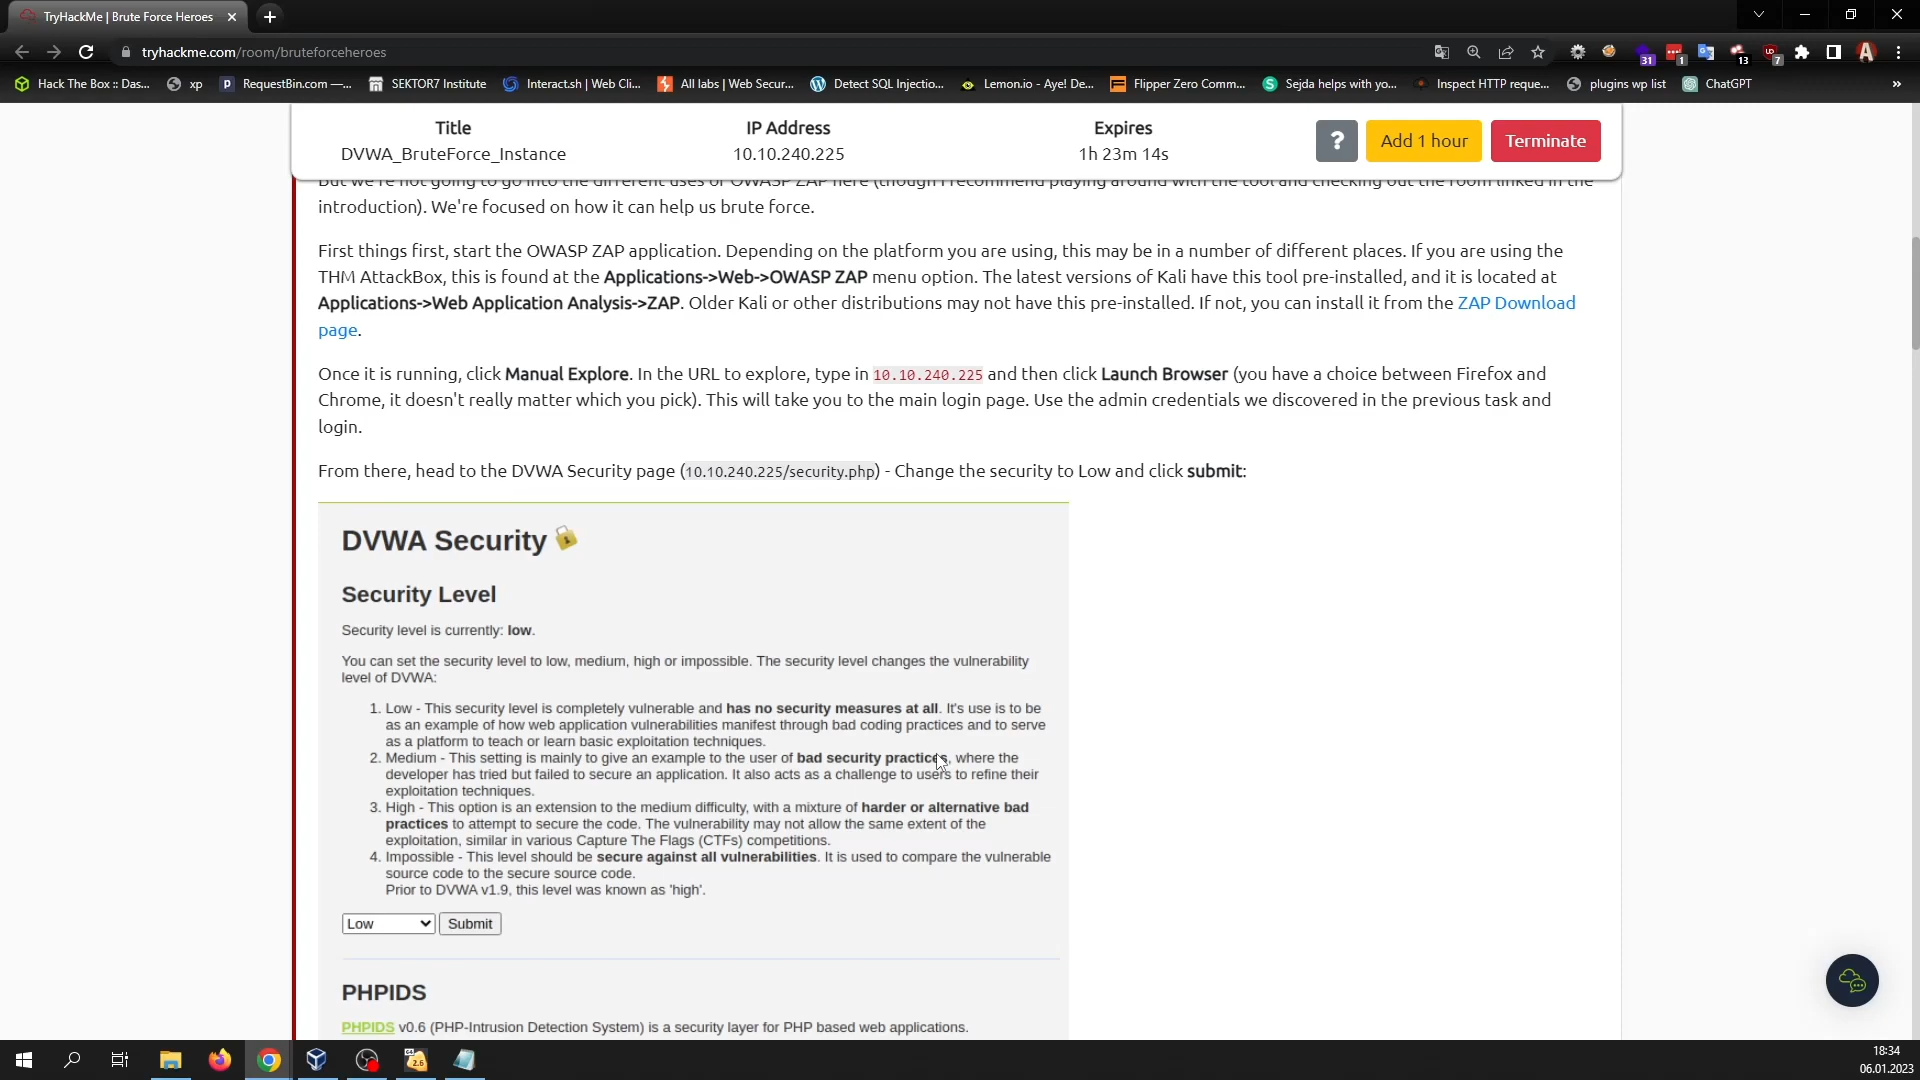 TryHackMe | Brute Force Heroes
tryhackme.com/room/bruteforceheroes
31
1
13
7
Hack The Box :: Das...
xp
RequestBin.com —...
SEKTOR7 Institute
Interact.sh | Web Cli...
All labs | Web Secur...
Detect SQL Injectio...
Lemon.io - Aye! De...
Flipper Zero Comm...
Sejda helps with yo...
Inspect HTTP reque...
plugins wp list
ChatGPT
»
Title
IP Address
Expires
DVWA_BruteForce_Instance
10.10.240.225
1h 23m 14s
?
Add 1 hour
Terminate
But we're not going to go into the different uses of OWASP ZAP here (though I recommend playing around with the tool and checking out the room linked in the
introduction). We're focused on how it can help us brute force.
First things first, start the OWASP ZAP application. Depending on the platform you are using, this may be in a number of different places. If you are using the
THM AttackBox, this is found at the Applications->Web->OWASP ZAP menu option. The latest versions of Kali have this tool pre-installed, and it is located at
Applications->Web Application Analysis->ZAP. Older Kali or other distributions may not have this pre-installed. If not, you can install it from the ZAP Download
page.
Once it is running, click Manual Explore. In the URL to explore, type in 10.10.240.225 and then click Launch Browser (you have a choice between Firefox and
Chrome, it doesn't really matter which you pick). This will take you to the main login page. Use the admin credentials we discovered in the previous task and
login.
From there, head to the DVWA Security page (10.10.240.225/security.php) - Change the security to Low and click submit:
DVWA Security
Security Level
Security level is currently: low.
You can set the security level to low, medium, high or impossible. The security level changes the vulnerability
level of DVWA:
1. Low - This security level is completely vulnerable and has no security measures at all. It's use is to be
as an example of how web application vulnerabilities manifest through bad coding practices and to serve
as a platform to teach or learn basic exploitation techniques.
2. Medium - This setting is mainly to give an example to the user of bad security practices, where the
developer has tried but failed to secure an application. It also acts as a challenge to users to refine their
exploitation techniques.
3. High - This option is an extension to the medium difficulty, with a mixture of harder or alternative bad
practices to attempt to secure the code. The vulnerability may not allow the same extent of the
exploitation, similar in various Capture The Flags (CTFs) competitions.
4. Impossible - This level should be secure against all vulnerabilities. It is used to compare the vulnerable
source code to the secure source code.
Prior to DVWA v1.9, this level was known as 'high'.
Low
Submit
PHPIDS
PHPIDS v0.6 (PHP-Intrusion Detection System) is a security layer for PHP based web applications.
64
2.6
18:34
06.01.2023